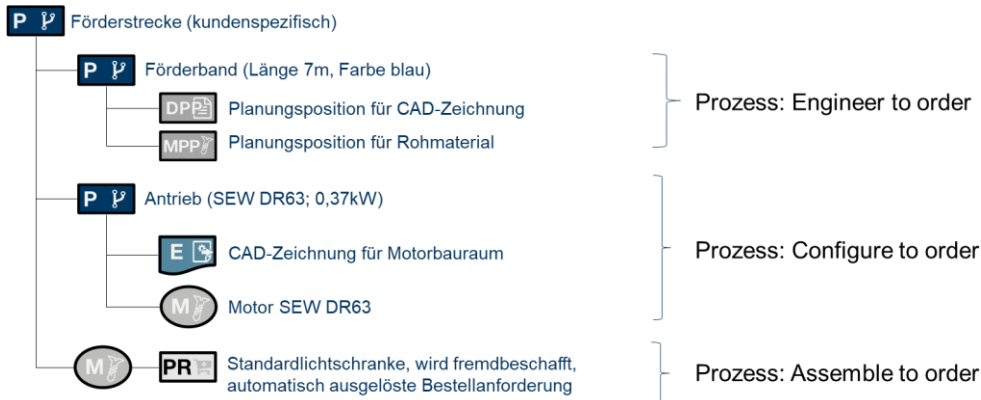 P Förderstrecke (kundenspezifisch)
P Förderband (Länge 7m, Farbe blau)
DPP Planungsposition für CAD-Zeichnung
Prozess: Engineer to order
MPP Planungsposition für Rohmaterial
P Antrieb (SEW DR63; 0,37kW)
E CAD-Zeichnung für Motorbauraum
Prozess: Configure to order
M Motor SEW DR63
M PR Standardlichtschranke, wird fremdbeschafft,
automatisch ausgelöste Bestellanforderung
Prozess: Assemble to order